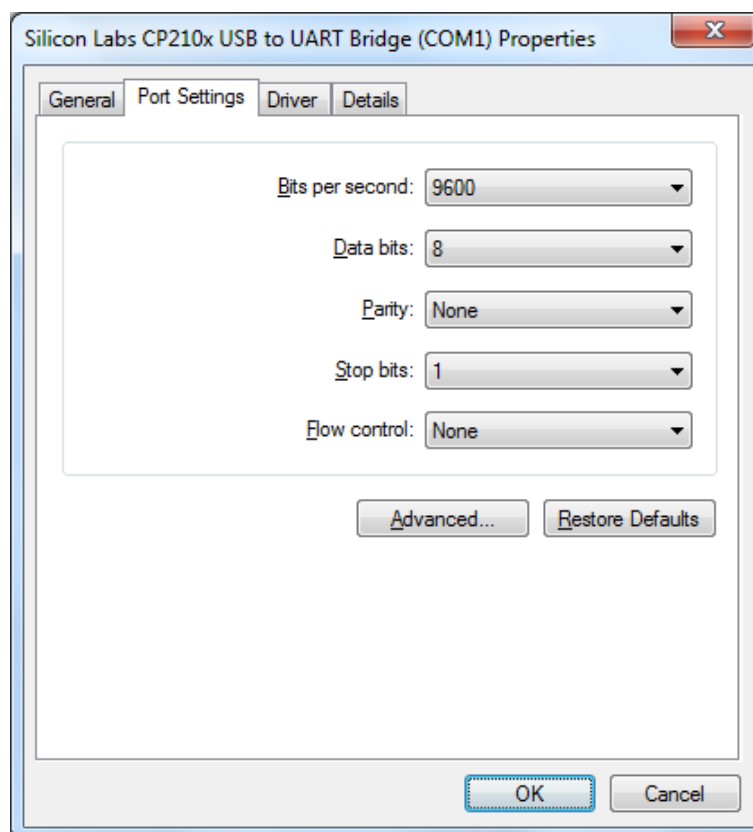 Silicon Labs CP210x USB to UART Bridge (COM1) Properties
General Port Settings Driver Details
Bits per second: 9600
Data bits: 8
Parity: None
Stop bits: 1
Flow control: None
Advanced... Restore Defaults
OK Cancel